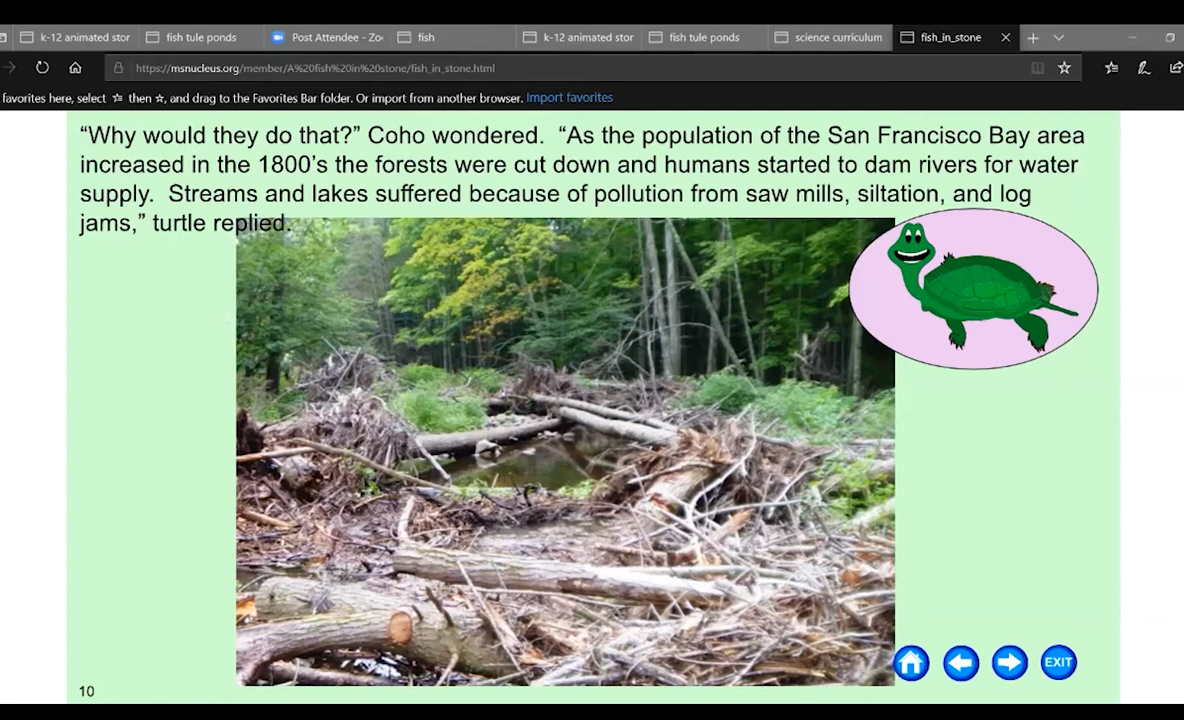 k-12 animated stor
fish tule ponds
Post Attendee - Zo
fish
k-12 animated stor
fish tule ponds
science curriculum
fish_in_stone
https://msnucleus.org/member/A%20fish%20in%20stone/fish_in_stone.html
favorites here, select then , and drag to the Favorites Bar folder. Or import from another browser. Import favorites
“Why would they do that?” Coho wondered. “As the population of the San Francisco Bay area
increased in the 1800’s the forests were cut down and humans started to dam rivers for water
supply. Streams and lakes suffered because of pollution from saw mills, siltation, and log
jams,” turtle replied.
EXIT
10